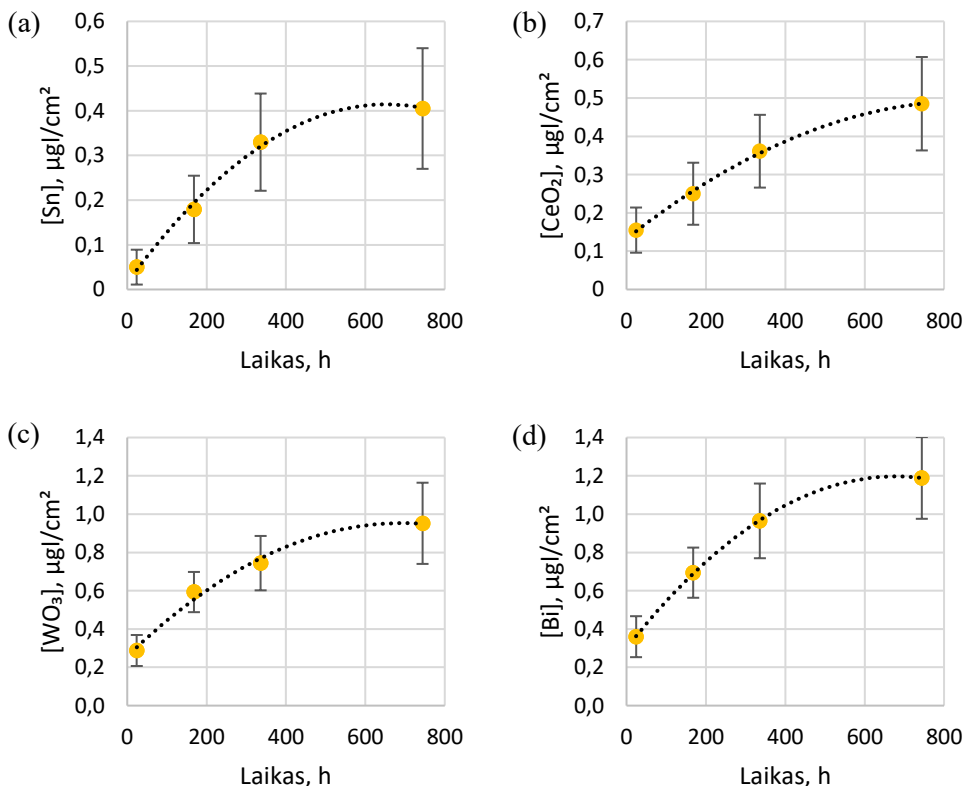 (a)
[Sn], µgl/cm²
0,6
0,5
0,4
0,3
0,2
0,1
0
0 200 400 600 800
Laikas, h
(b)
[CeO₂], µgl/cm²
0,7
0,6
0,5
0,4
0,3
0,2
0,1
0
0 200 400 600 800
Laikas, h
(c)
[WO₃], µgl/cm²
1,4
1,2
1,0
0,8
0,6
0,4
0,2
0,0
0 200 400 600 800
Laikas, h
(d)
[Bi], µgl/cm²
1,4
1,2
1,0
0,8
0,6
0,4
0,2
0,0
0 200 400 600 800
Laikas, h